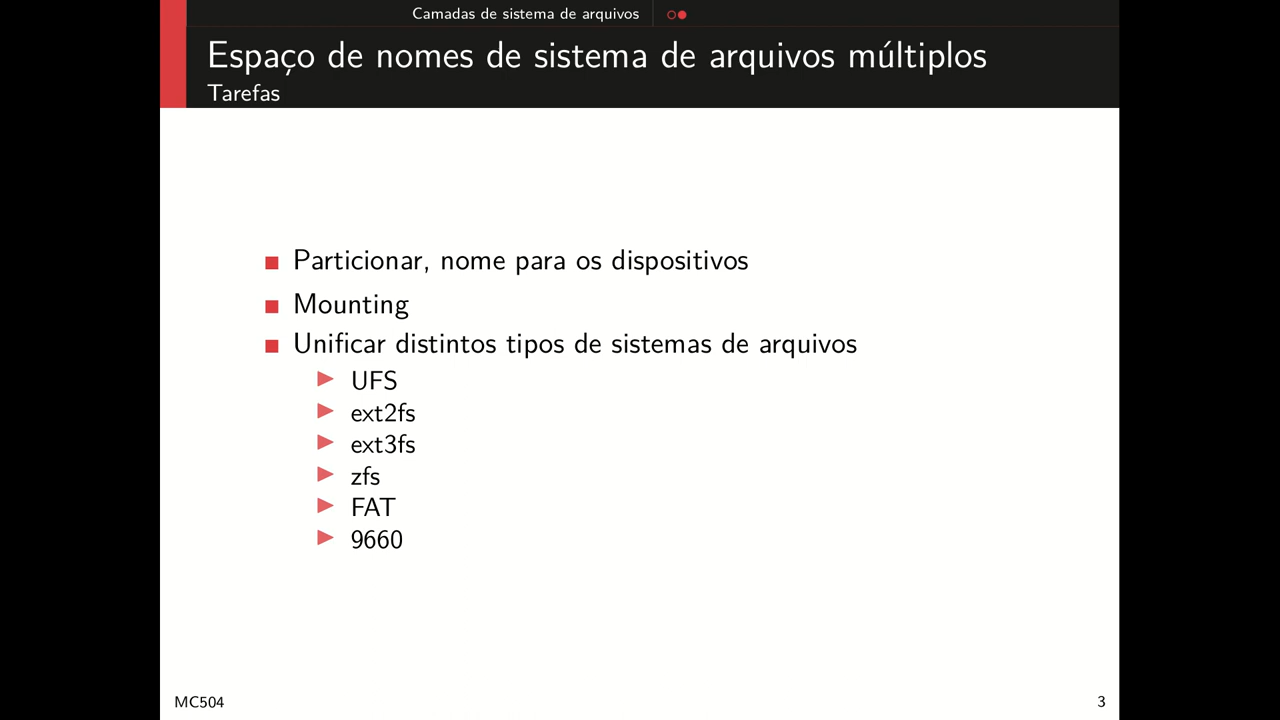 Camadas de sistema de arquivos
Espaço de nomes de sistema de arquivos múltiplos
Tarefas
Particionar, nome para os dispositivos
Mounting
Unificar distintos tipos de sistemas de arquivos
UFS
ext2fs
ext3fs
zfs
FAT
9660
MC504
3